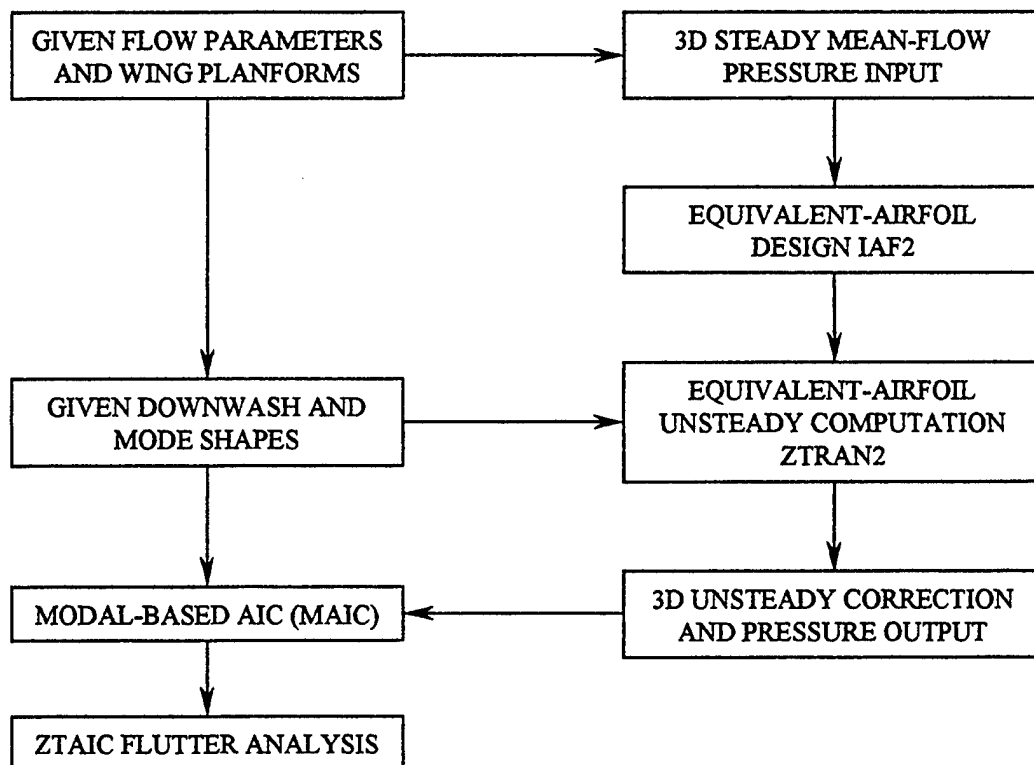 GIVEN FLOW PARAMETERS
AND WING PLANFORMS
3D STEADY MEAN-FLOW
PRESSURE INPUT
EQUIVALENT-AIRFOIL
DESIGN IAF2
GIVEN DOWNWASH AND
MODE SHAPES
EQUIVALENT-AIRFOIL
UNSTEADY COMPUTATION
ZTRAN2
MODAL-BASED AIC (MAIC)
3D UNSTEADY CORRECTION
AND PRESSURE OUTPUT
ZTAIC FLUTTER ANALYSIS